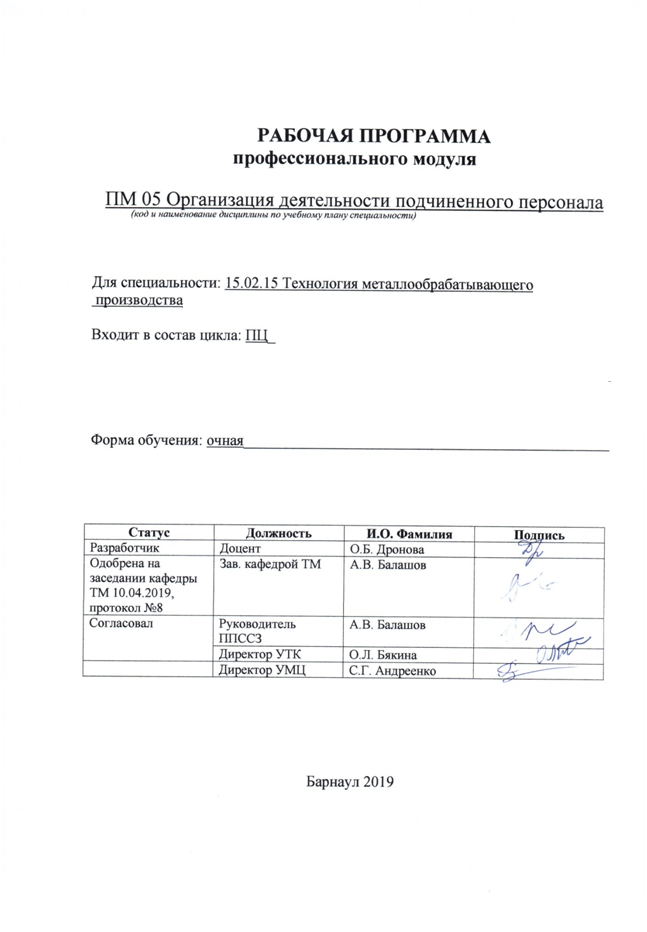 РАБОЧАЯ ПРОГРАММА
профессионального модуля
ПМ 05 Организация деятельности подчиненного персонала
(код и наименование дисциплины по учебному плану специальности)
Для специальности: 15.02.15 Технология металлообрабатывающего
производства
Входит в состав цикла: ПЦ_
Форма обучения: очная
Статус Должность И.О. Фамилия Подпись
Разработчик Доцент О.Б. Дронова
Одобрена на Зав. кафедрой ТМ А.В. Балашов
заседании кафедры
ТМ 10.04.2019,
протокол №8
Согласовал Руководитель А.В. Балашов
ППССЗ
Директор УТК О.Л. Бякина
Директор УМЦ С.Г. Андреенко
Барнаул 2019